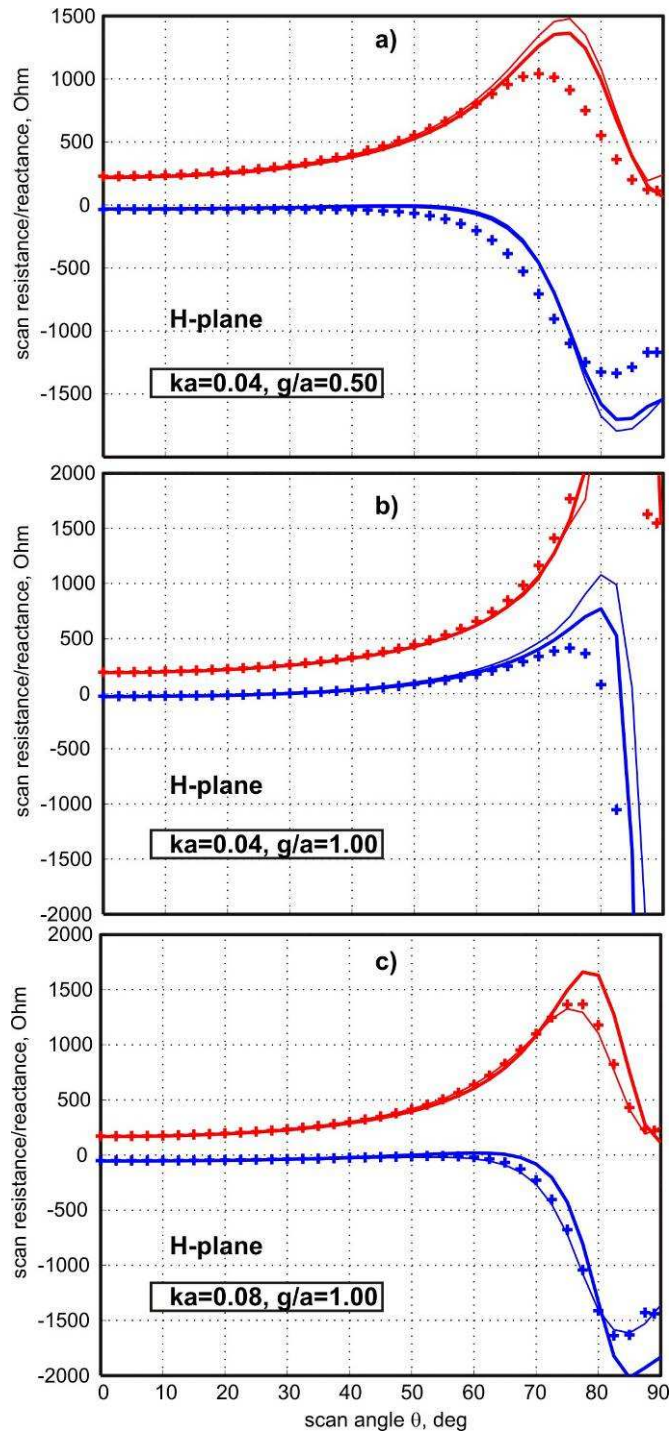 1500
a)
1000
500
0
-500
-1000
-1500
scan resistance/reactance, Ohm
H-plane
ka=0.04, g/a=0.50
2000
b)
1500
1000
500
0
-500
-1000
-1500
-2000
scan resistance/reactance, Ohm
H-plane
ka=0.04, g/a=1.00
2000
c)
1500
1000
500
0
-500
-1000
-1500
-2000
scan resistance/reactance, Ohm
H-plane
ka=0.08, g/a=1.00
0 10 20 30 40 50 60 70 80 90
scan angle θ, deg